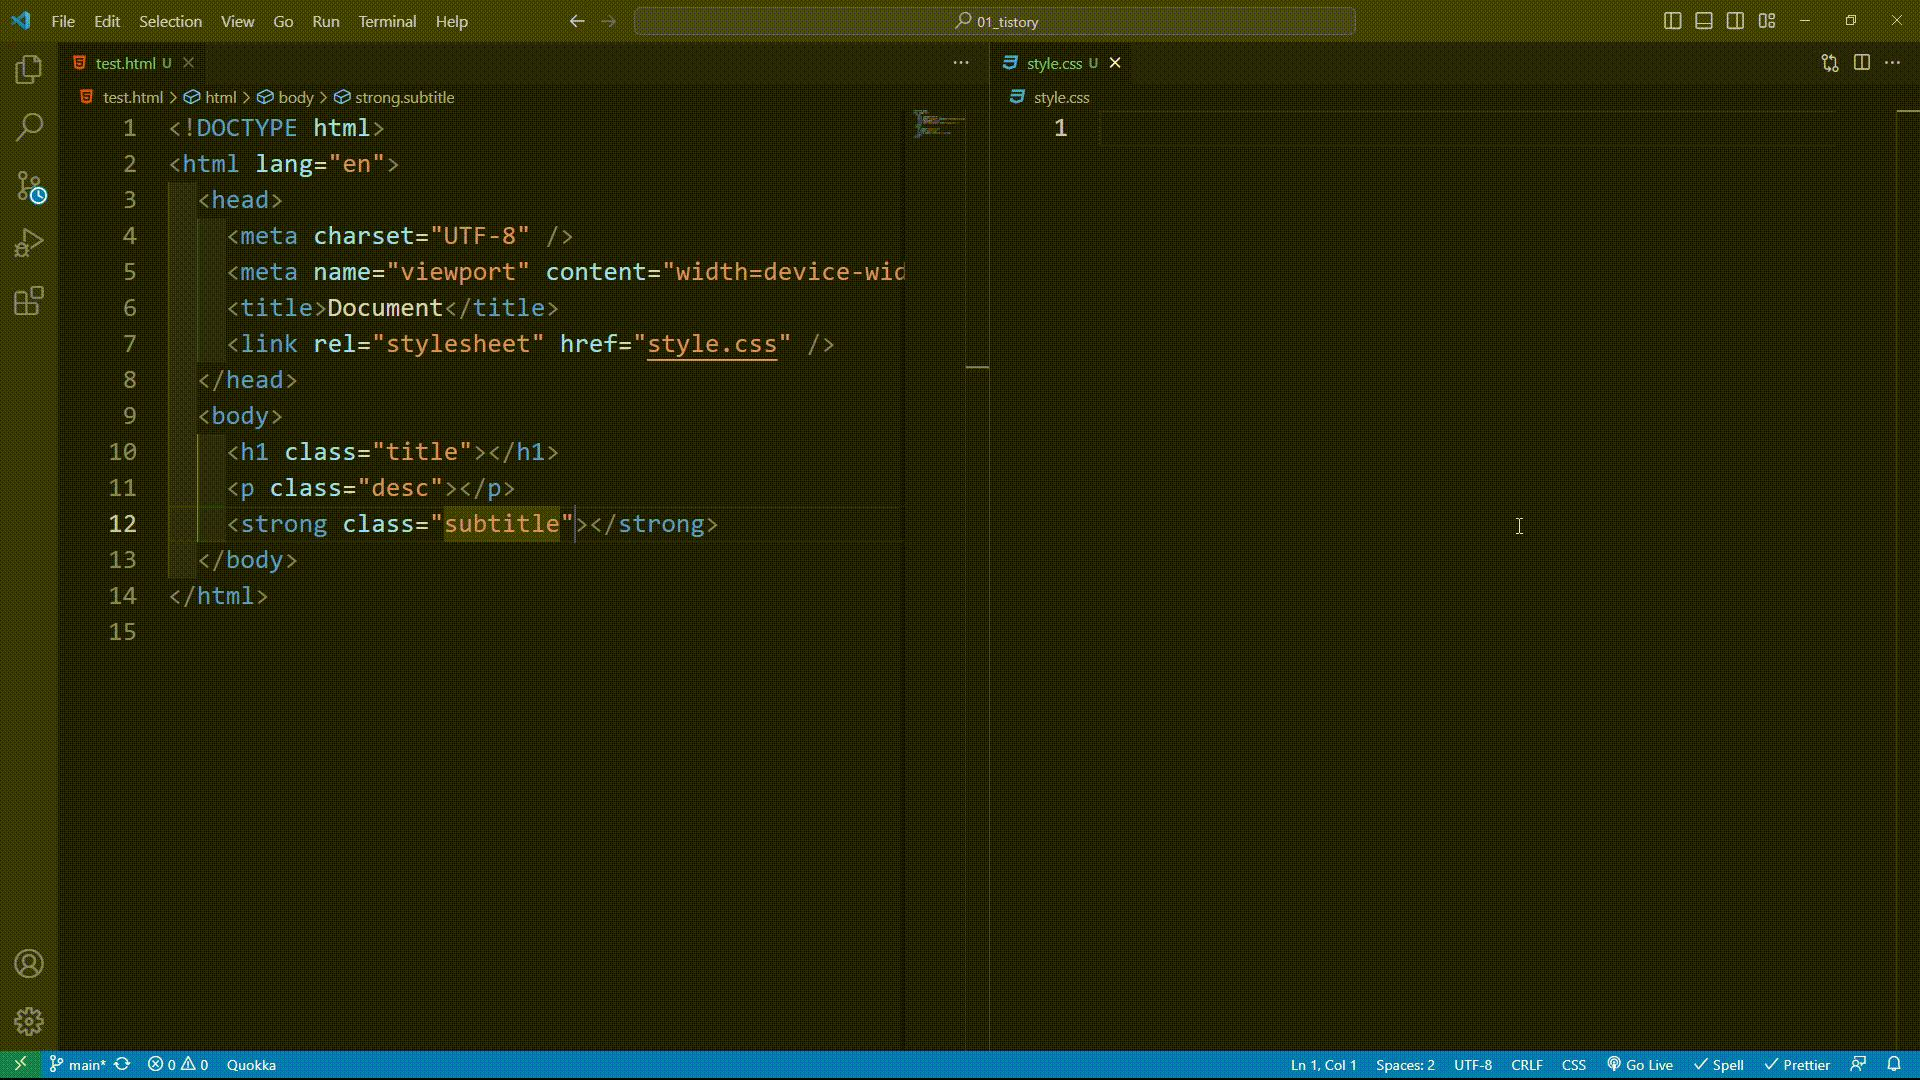 File Edit Selection View Go Run Terminal Help 01_tistory
test.html U
test.html > html > body > strong.subtitle
1 <!DOCTYPE html>
2 <html lang="en">
3 <head>
4 <meta charset="UTF-8" />
5 <meta name="viewport" content="width=device-wid
6 <title>Document</title>
7 <link rel="stylesheet" href="style.css" />
8 </head>
9 <body>
10 <h1 class="title"></h1>
11 <p class="desc"></p>
12 <strong class="subtitle"></strong>
13 </body>
14 </html>
15
style.css U
style.css
1
main* 0 0 Quokka Ln 1, Col 1 Spaces: 2 UTF-8 CRLF CSS Go Live Spell Prettier